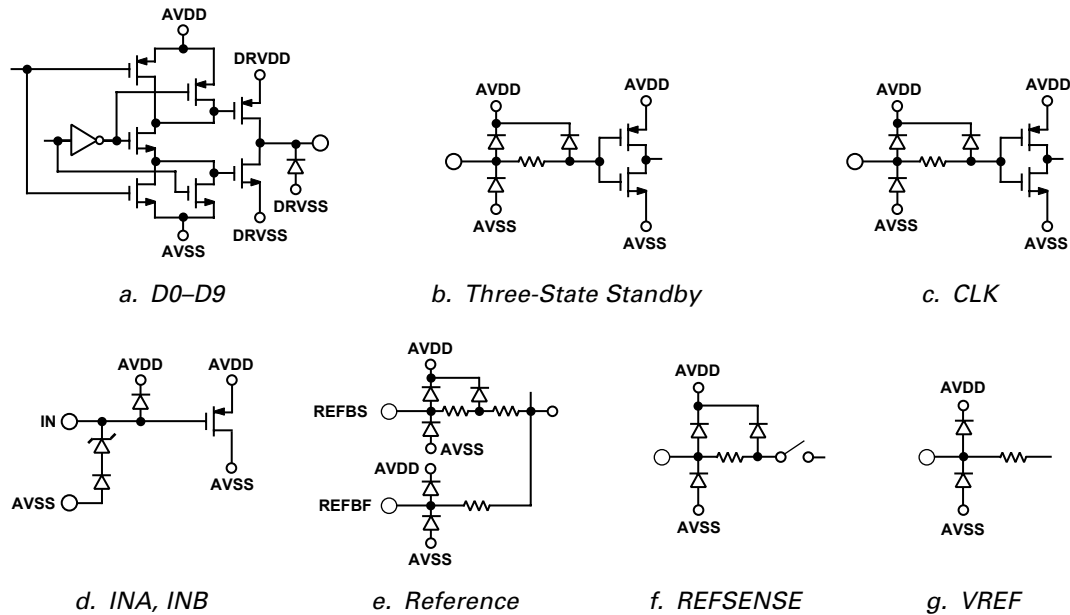 AVDD
DRVDD
DRVSS
DRVSS
AVSS
a. D0–D9
AVDD
AVDD
AVSS
AVSS
b. Three-State Standby
AVDD
AVDD
AVSS
AVSS
c. CLK
AVDD
AVDD
IN
AVSS
AVSS
d. INA, INB
AVDD
REFBS
AVSS
AVDD
REFBF
AVSS
e. Reference
AVDD
AVSS
f. REFSENSE
AVDD
AVSS
g. VREF